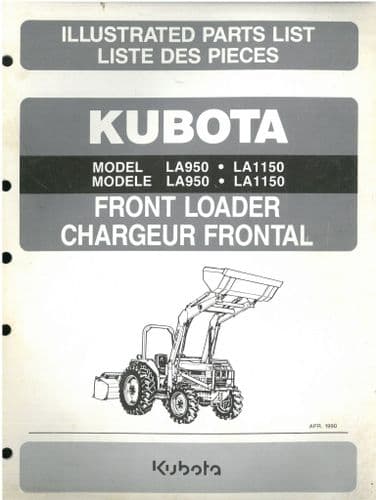 ILLUSTRATED PARTS LIST
LISTE DES PIECES
KUBOTA
MODEL LA950 • LA1150
MODELE LA950 • LA1150
FRONT LOADER
CHARGEUR FRONTAL
APR. 1990
Kubota